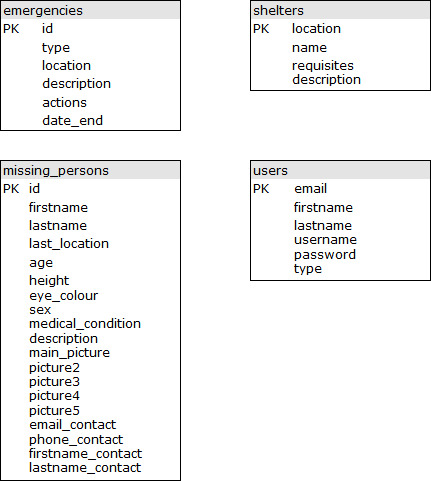 emergencies
PK id
type
location
description
actions
date_end
shelters
PK location
name
requisites
description
missing_persons
PK id
firstname
lastname
last_location
age
height
eye_colour
sex
medical_condition
description
main_picture
picture2
picture3
picture4
picture5
email_contact
phone_contact
firstname_contact
lastname_contact
users
PK email
firstname
lastname
username
password
type